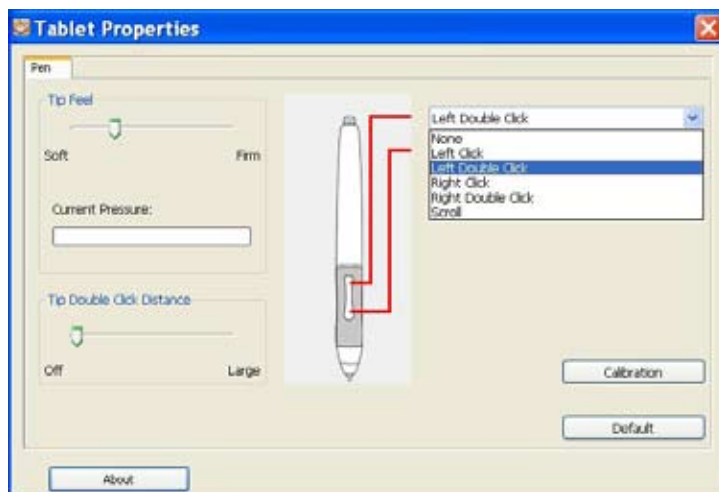 Tablet Properties
Pen
Tip Feel
Soft
Firm
Current Pressure:
Tip Double Click Distance
Off
Large
Left Double Click
None
Left Click
Left Double Click
Right Click
Right Double Click
Scroll
Calibration
Default
About